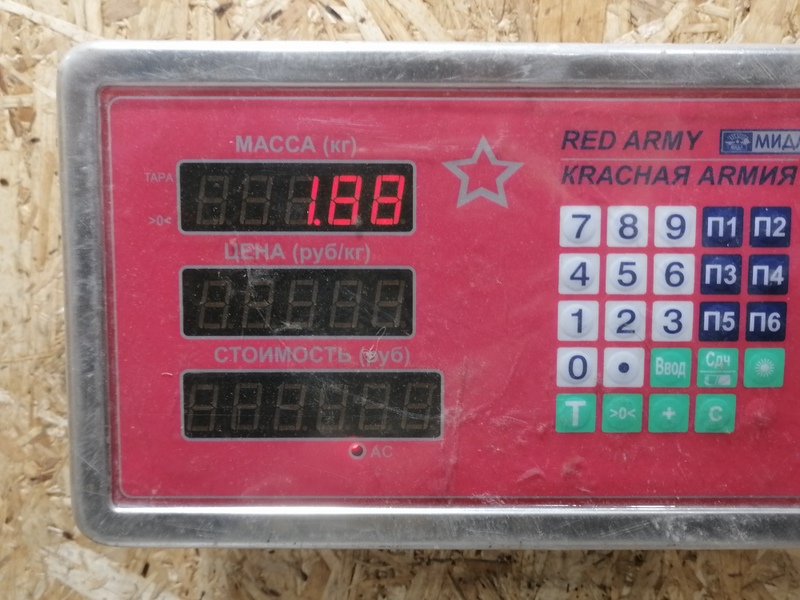 МАССА (кг)
ТАРА
>0<
1.88
ЦЕНА (руб/кг)
СТОИМОСТЬ (руб)
AC
RED ARMY
КRАСНАЯ АRМИЯ
7 8 9 П1 П2
4 5 6 П3 П4
1 2 3 П5 П6
0 • Ввод Сдч
T >0< + C